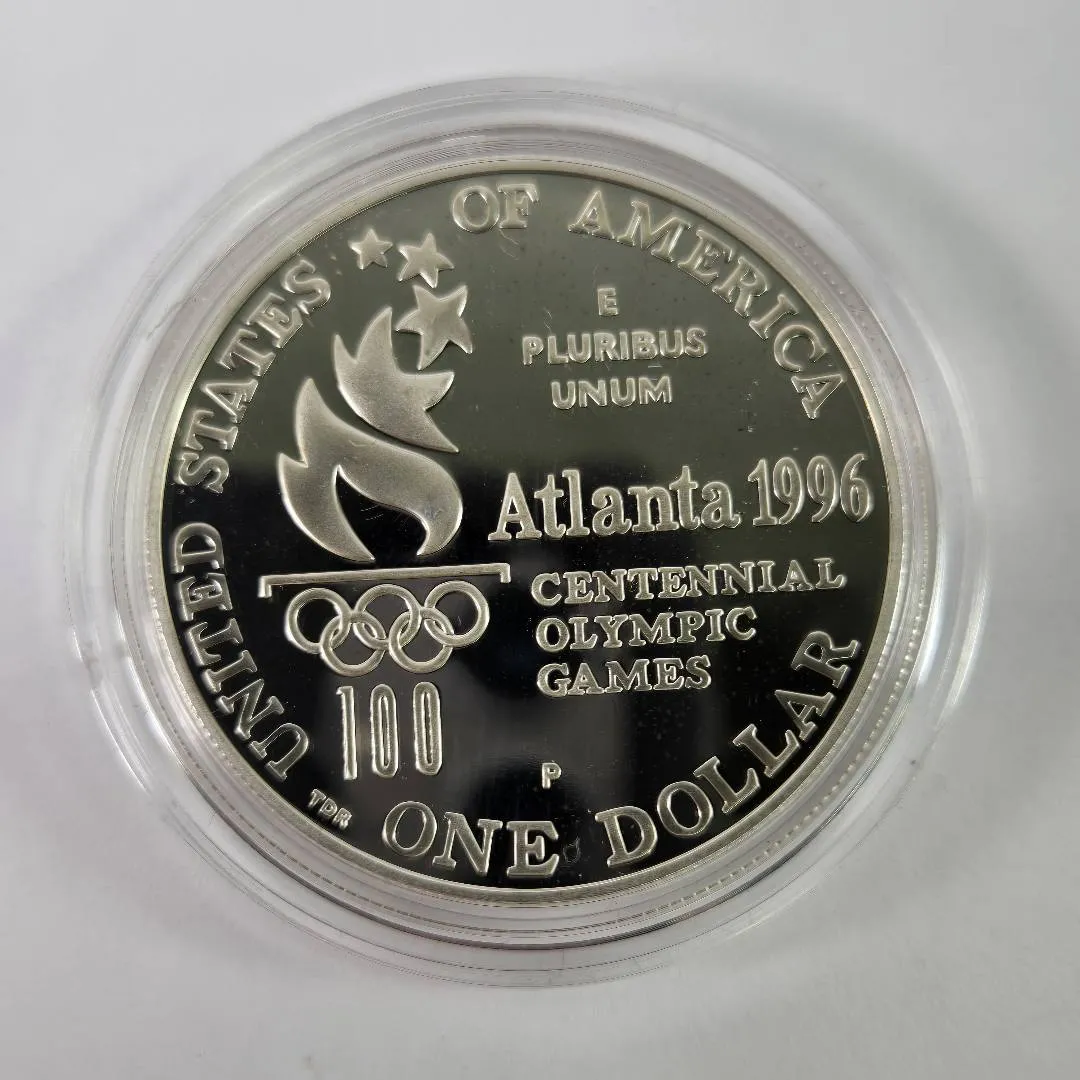 UNITED STATES OF AMERICA
E
PLURIBUS
UNUM
Atlanta 1996
CENTENNIAL
OLYMPIC
GAMES
100
P
TDR
ONE DOLLAR